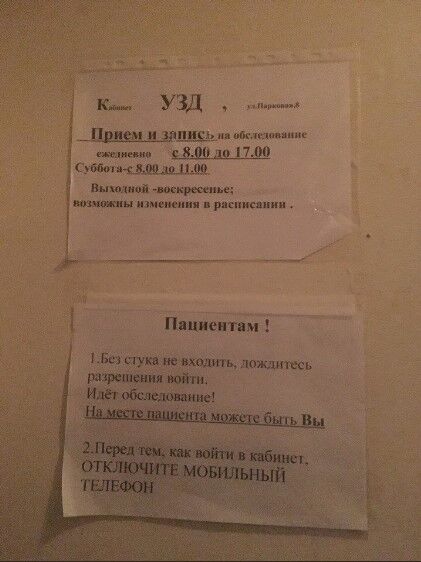 Кабинет УЗД , ул.Парковая,8
Прием и запись на обследование
ежедневно с 8.00 до 17.00
Суббота-с 8.00 до 11.00
Выходной -воскресенье;
возможны изменения в расписании .
Пациентам !
1.Без стука не входить, дождитесь
разрешения войти.
Идёт обследование!
На месте пациента можете быть Вы
2.Перед тем, как войти в кабинет,
ОТКЛЮЧИТЕ МОБИЛЬНЫЙ
ТЕЛЕФОН